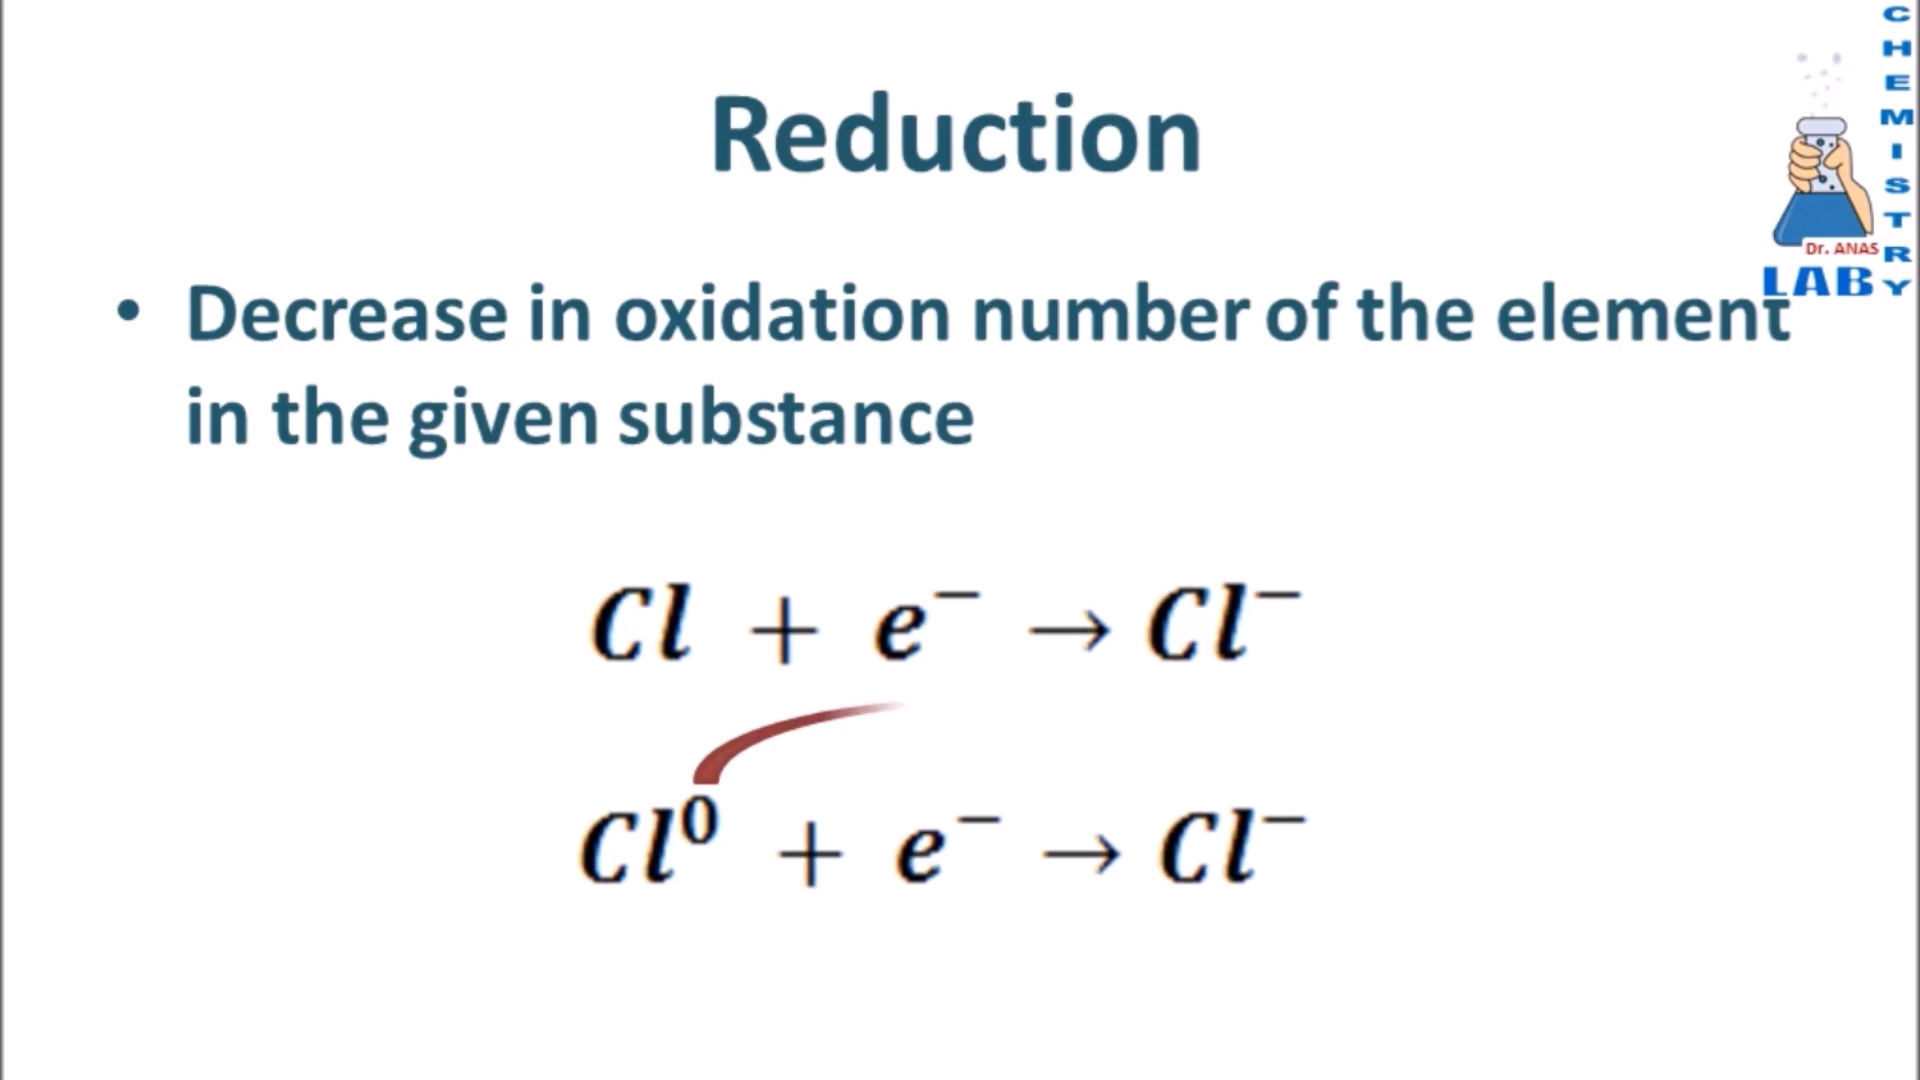 Reduction
• Decrease in oxidation number of the element
in the given substance
Cl + e⁻ → Cl⁻
Cl⁰ + e⁻ → Cl⁻
CHEMISTRY
Dr. ANAS
LAB